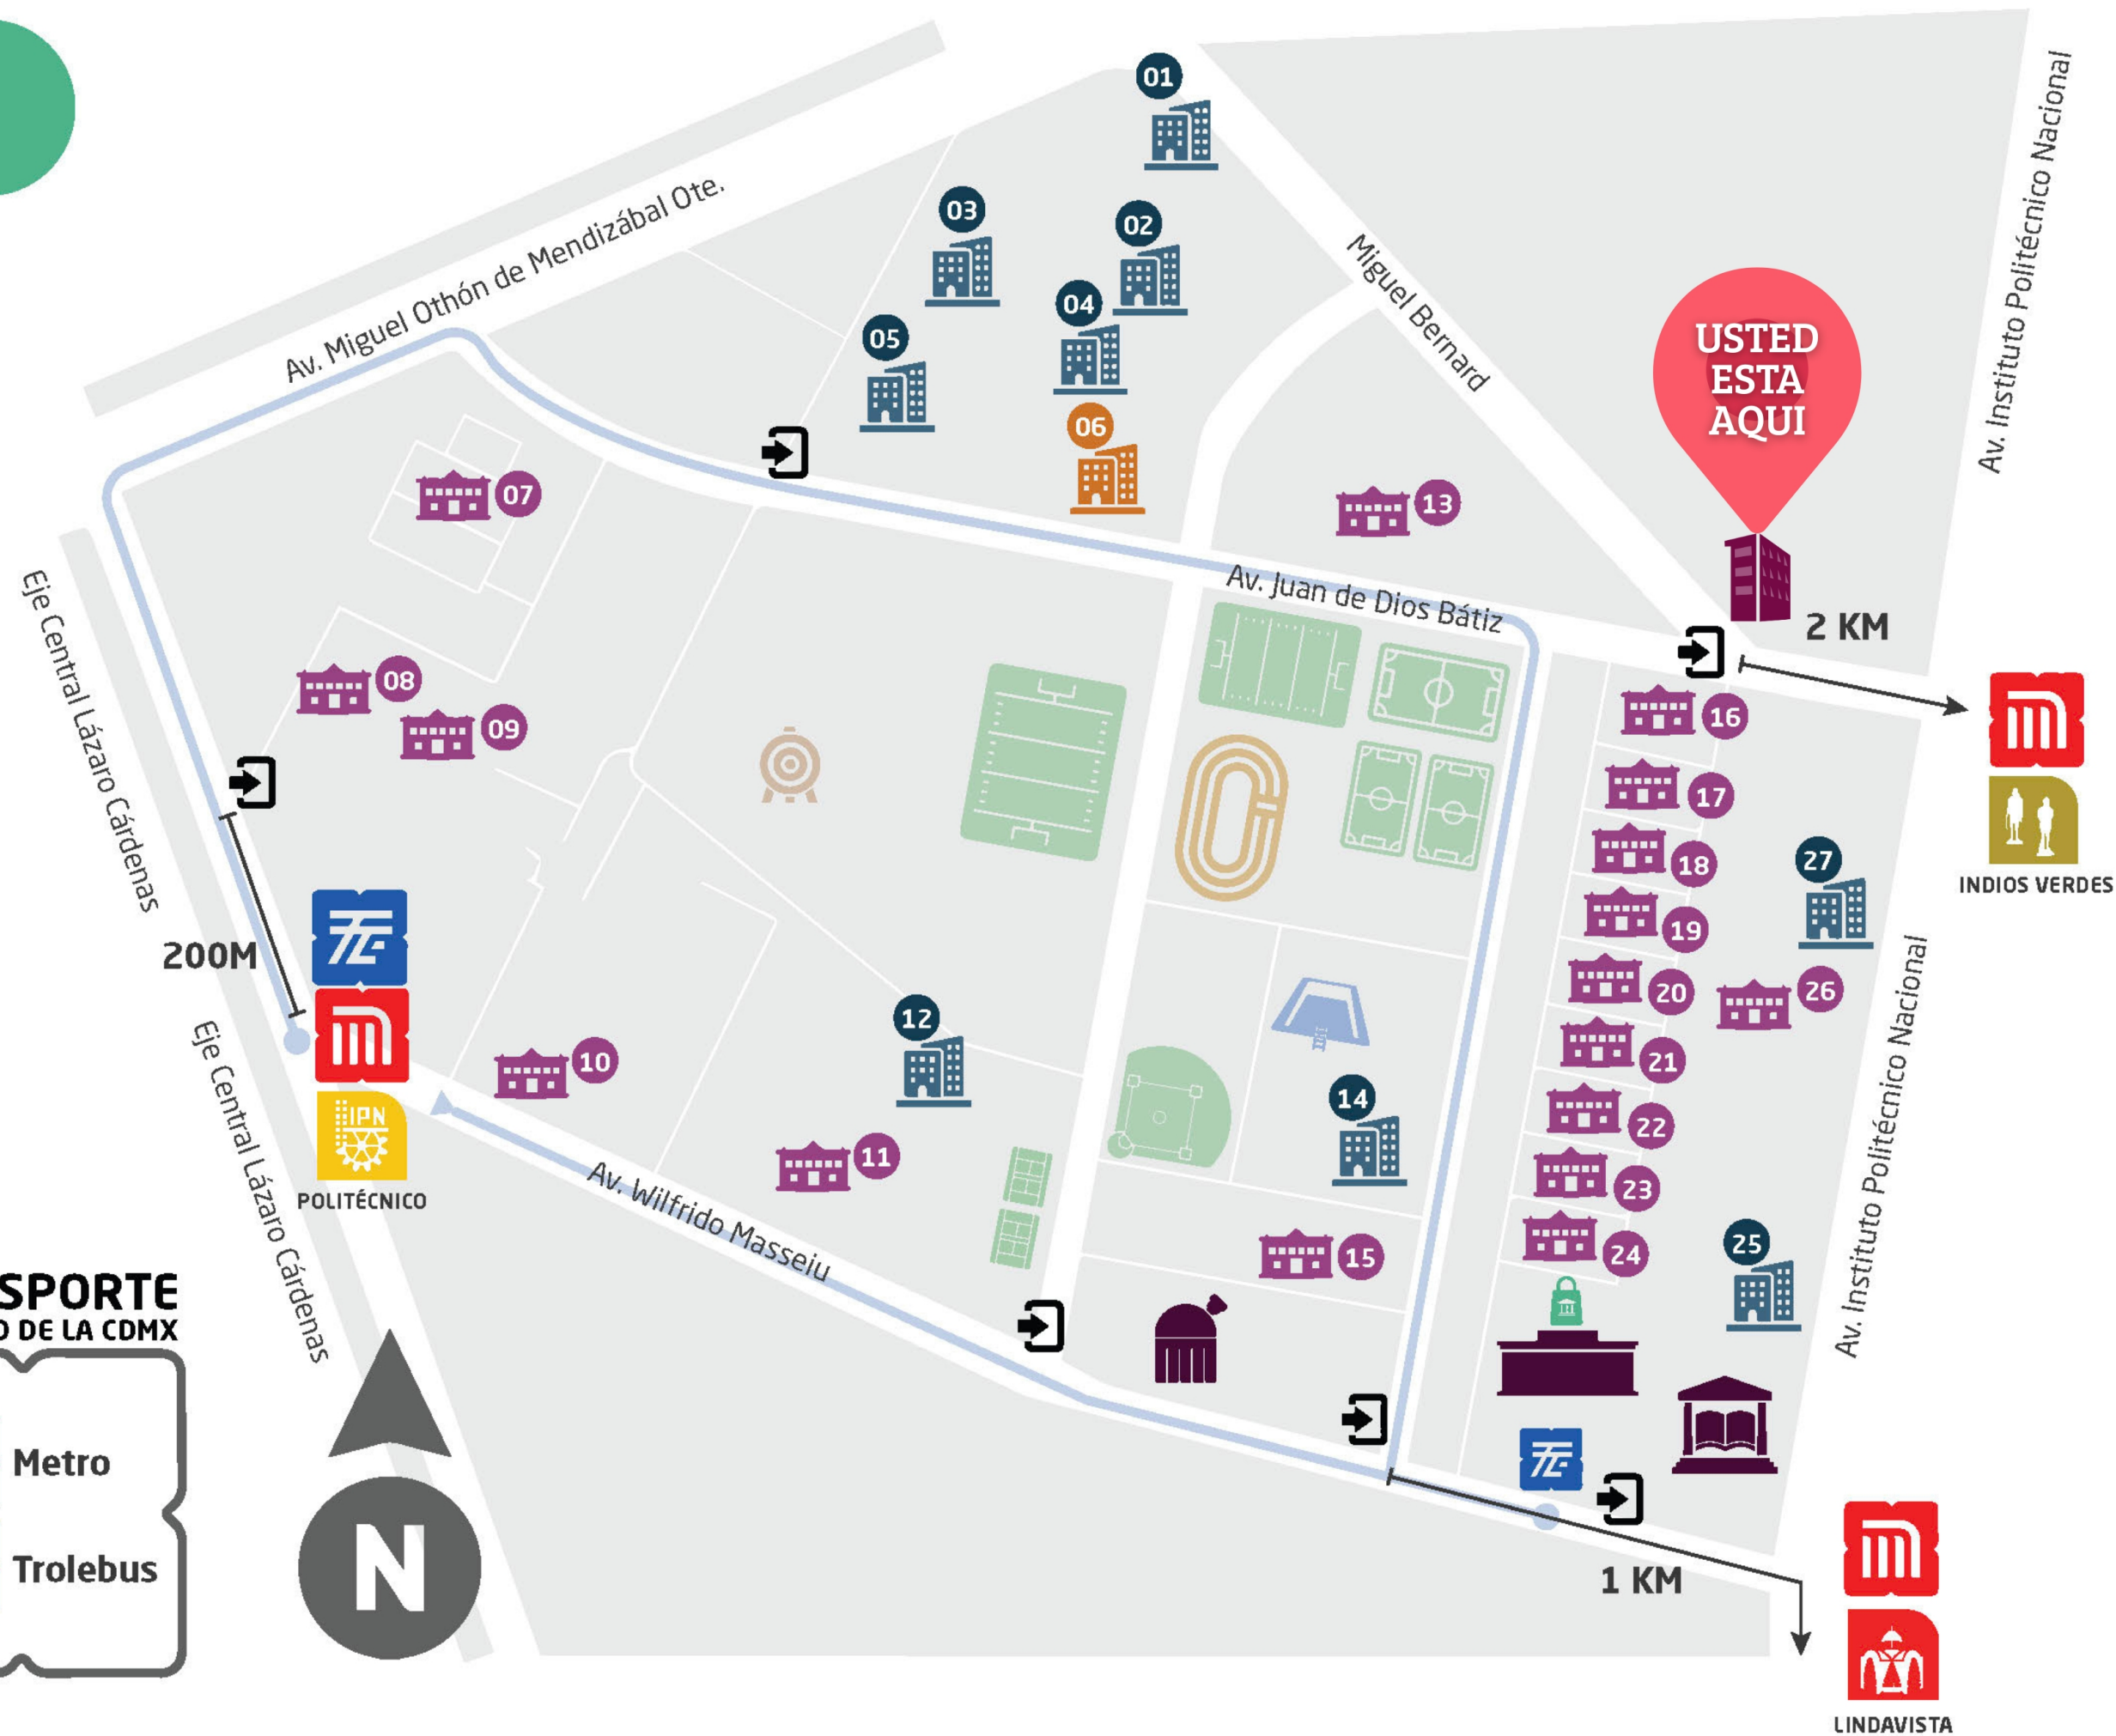 01
Av. Instituto Politécnico Nacional
Av. Miguel Othón de Mendizábal Ote.
03
02
04
05
Miguel Bernard
USTED
ESTA
AQUI
06
07
13
Av. Juan de Dios Bátiz
2 KM
Eje Central Lázaro Cárdenas
08
09
16
17
18
27
INDIOS VERDES
19
20
26
200M
12
21
10
14
22
IPN
POLITÉCNICO
11
23
Av. Wilfrido Masseiu
15
24
25
Av. Instituto Politécnico Nacional
Eje Central Lázaro Cárdenas
SPORTE
O DE LA CDMX
Metro
Trolebus
N
1 KM
LINDAVISTA